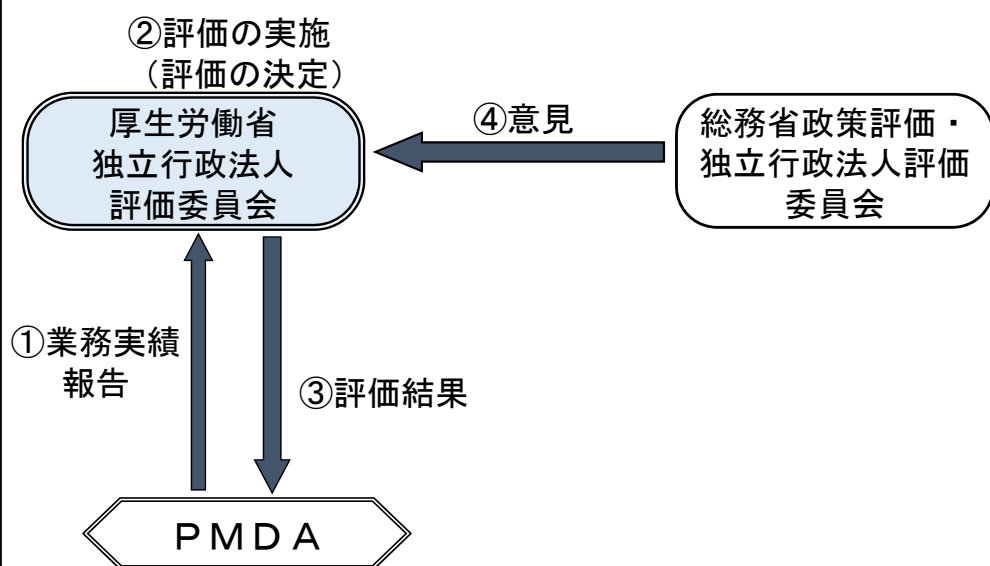 ②評価の実施
（評価の決定）
厚生労働省
独立行政法人
評価委員会
④意見
総務省政策評価・
独立行政法人評価
委員会
①業務実績
報告
③評価結果
ＰＭＤＡ